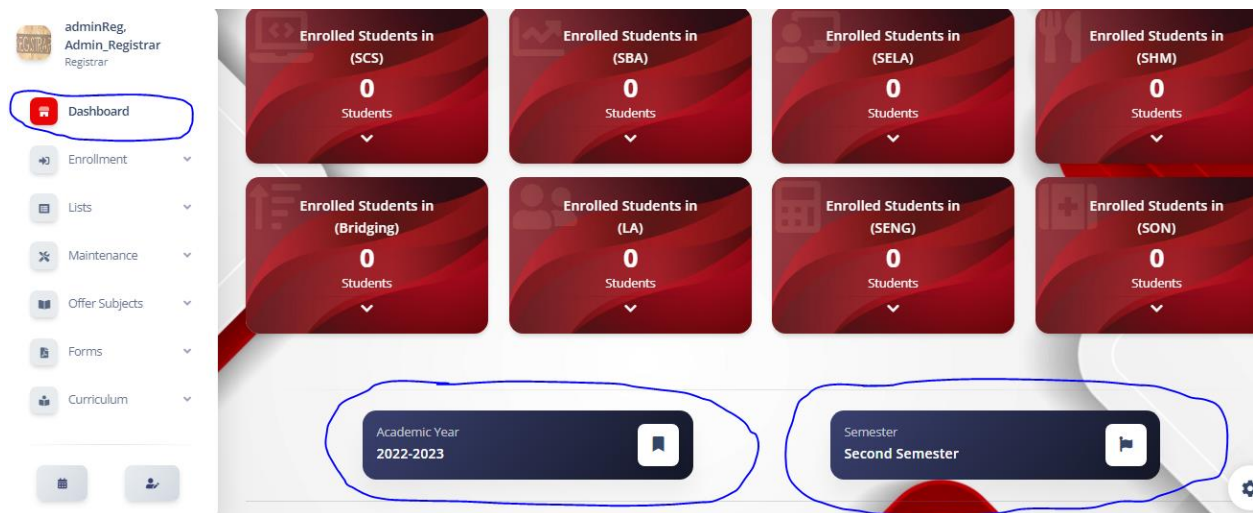 adminReg,
Admin_Registrar
Registrar
Dashboard
Enrollment
Lists
Maintenance
Offer Subjects
Forms
Curriculum
Enrolled Students in
(SCS)
0
Students
Enrolled Students in
(SBA)
0
Students
Enrolled Students in
(SELA)
0
Students
Enrolled Students in
(SHM)
0
Students
Enrolled Students in
(Bridging)
0
Students
Enrolled Students in
(LA)
0
Students
Enrolled Students in
(SENG)
0
Students
Enrolled Students in
(SON)
0
Students
Academic Year
2022-2023
Semester
Second Semester